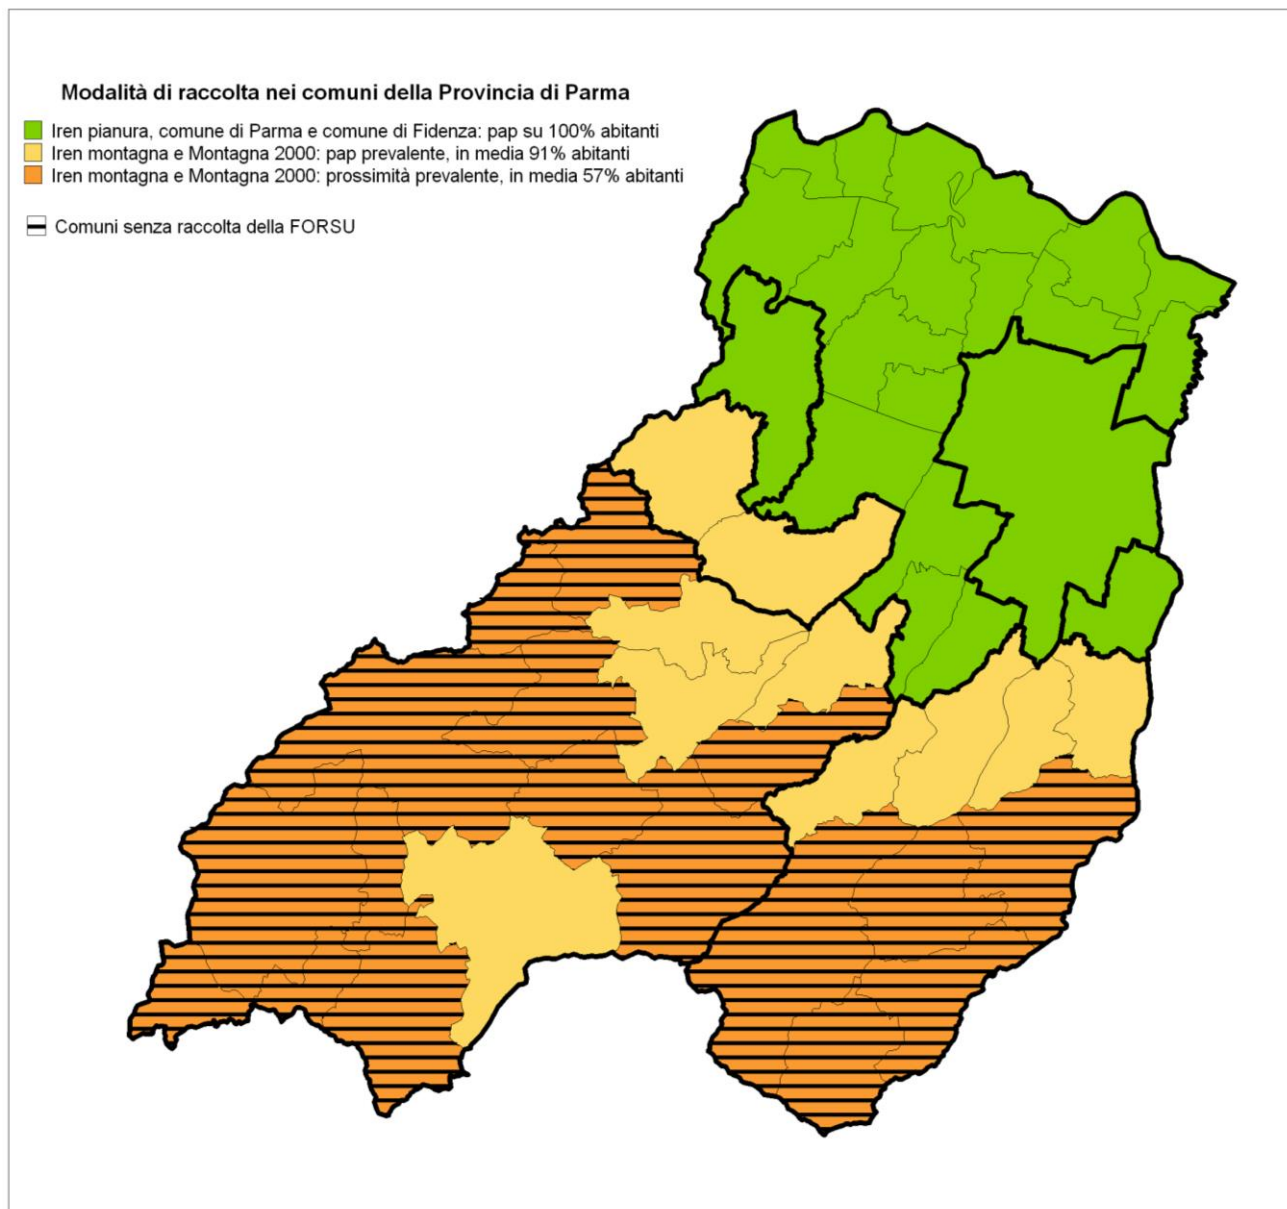 Modalità di raccolta nei comuni della Provincia di Parma
Iren pianura, comune di Parma e comune di Fidenza: pap su 100% abitanti
Iren montagna e Montagna 2000: pap prevalente, in media 91% abitanti
Iren montagna e Montagna 2000: prossimità prevalente, in media 57% abitanti
Comuni senza raccolta della FORSU